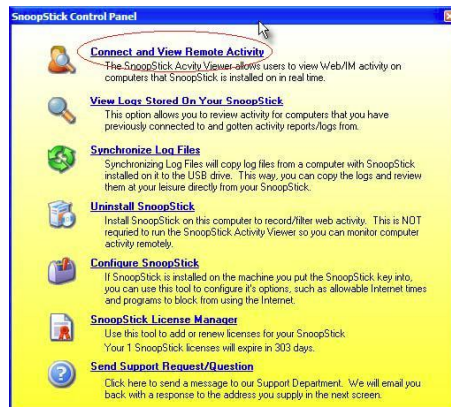 SnoopStick Control Panel
Connect and View Remote Activity
The SnoopStick Acvity Viewer allows users to view Web/IM activity on
computers that SnoopStick is installed on in real time.
View Logs Stored On Your SnoopStick
This option allows you to review activity for computers that you have
previously connected to and gotten activity reports/logs from.
Synchronize Log Files
Synchronizing Log Files will copy log files from a computer with SnoopStick
installed on it to the USB drive. This way, you can copy the logs and review
them at your leisure directly from your SnoopStick.
Uninstall SnoopStick
Install SnoopStick on this computer to record/filter web activity. This is NOT
requried to run the SnoopStick Activity Viewer so you can monitor computer
activity remotely.
Configure SnoopStick
If SnoopStick is installed on the machine you put the SnoopStick key into,
you can use this tool to configure it's options, such as allowable Internet times
and programs to block from using the Internet.
SnoopStick License Manager
Use this tool to add or renew licenses for your SnoopStick
Your 1 SnoopStick licenses will expire in 303 days.
Send Support Request/Question
Click here to send a message to our Support Department. We will email you
back with a response to the address you supply in the next screen.